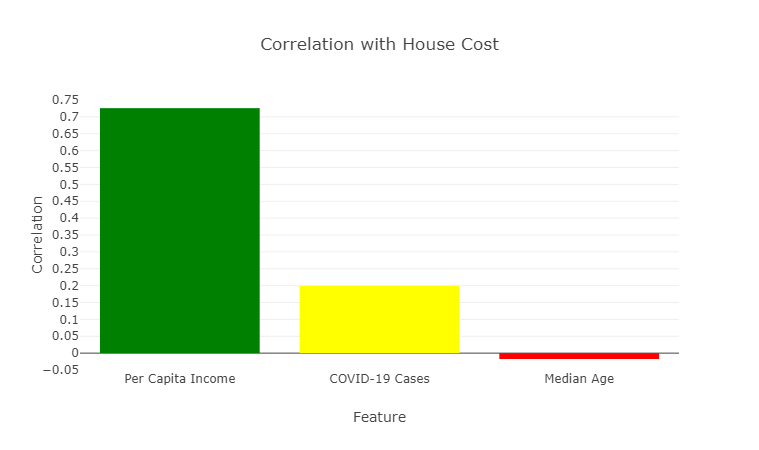 Correlation with House Cost
0.75
0.7
0.65
0.6
0.55
0.5
0.45
0.4
0.35
0.3
0.25
0.2
0.15
0.1
0.05
0
−0.05
Correlation
Per Capita Income
COVID-19 Cases
Median Age
Feature